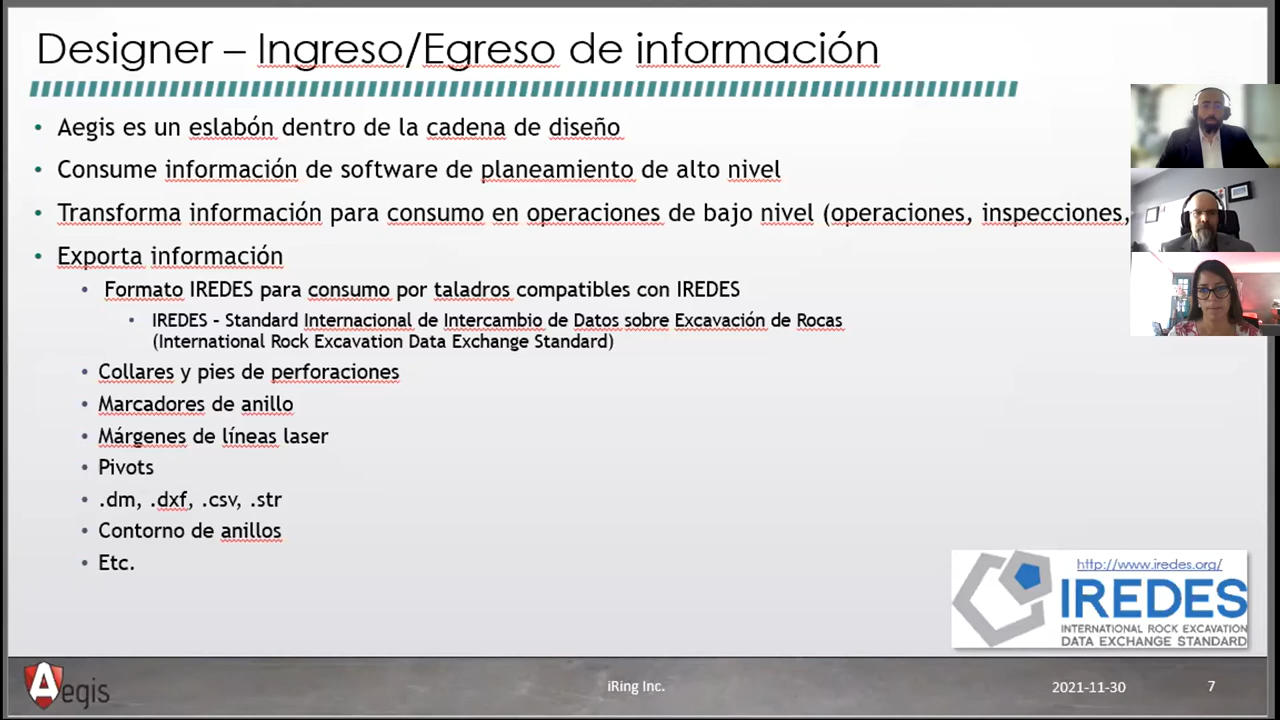 Designer – Ingreso/Egreso de información
• Aegis es un eslabón dentro de la cadena de diseño
• Consume información de software de planeamiento de alto nivel
• Transforma información para consumo en operaciones de bajo nivel (operaciones, inspecciones,
• Exporta información
• Formato IREDES para consumo por taladros compatibles con IREDES
• IREDES – Standard Internacional de Intercambio de Datos sobre Excavación de Rocas
(International Rock Excavation Data Exchange Standard)
• Collares y pies de perforaciones
• Marcadores de anillo
• Márgenes de líneas laser
• Pivots
• .dm, .dxf, .csv, .str
• Contorno de anillos
• Etc.
http://www.iredes.org/
IREDES
INTERNATIONAL ROCK EXCAVATION
DATA EXCHANGE STANDARD
Aegis
iRing Inc.
2021-11-30
7